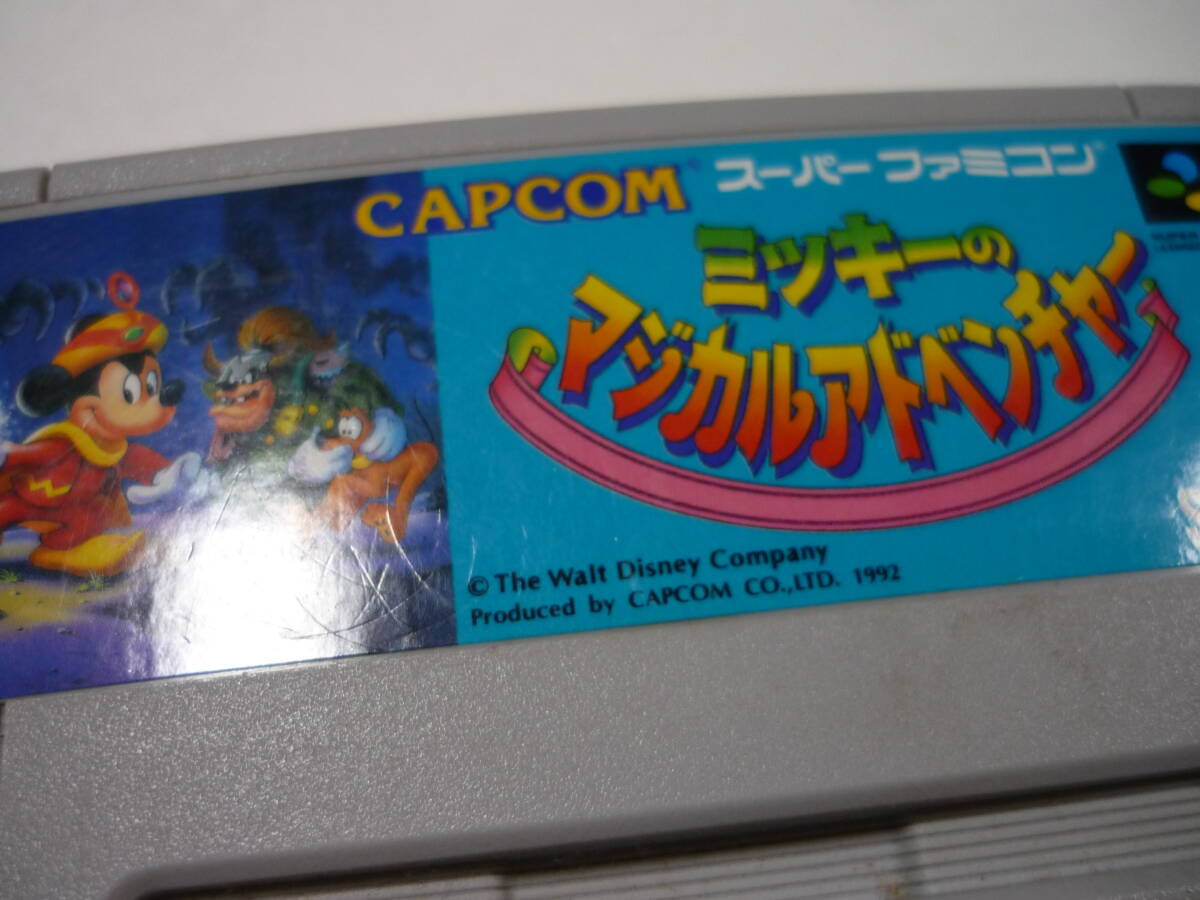 CAPCOM
スーパーファミコン
ミッキーの
マジカルアドベンチャー
SUPER
© The Walt Disney Company
Produced by CAPCOM CO.,LTD. 1992